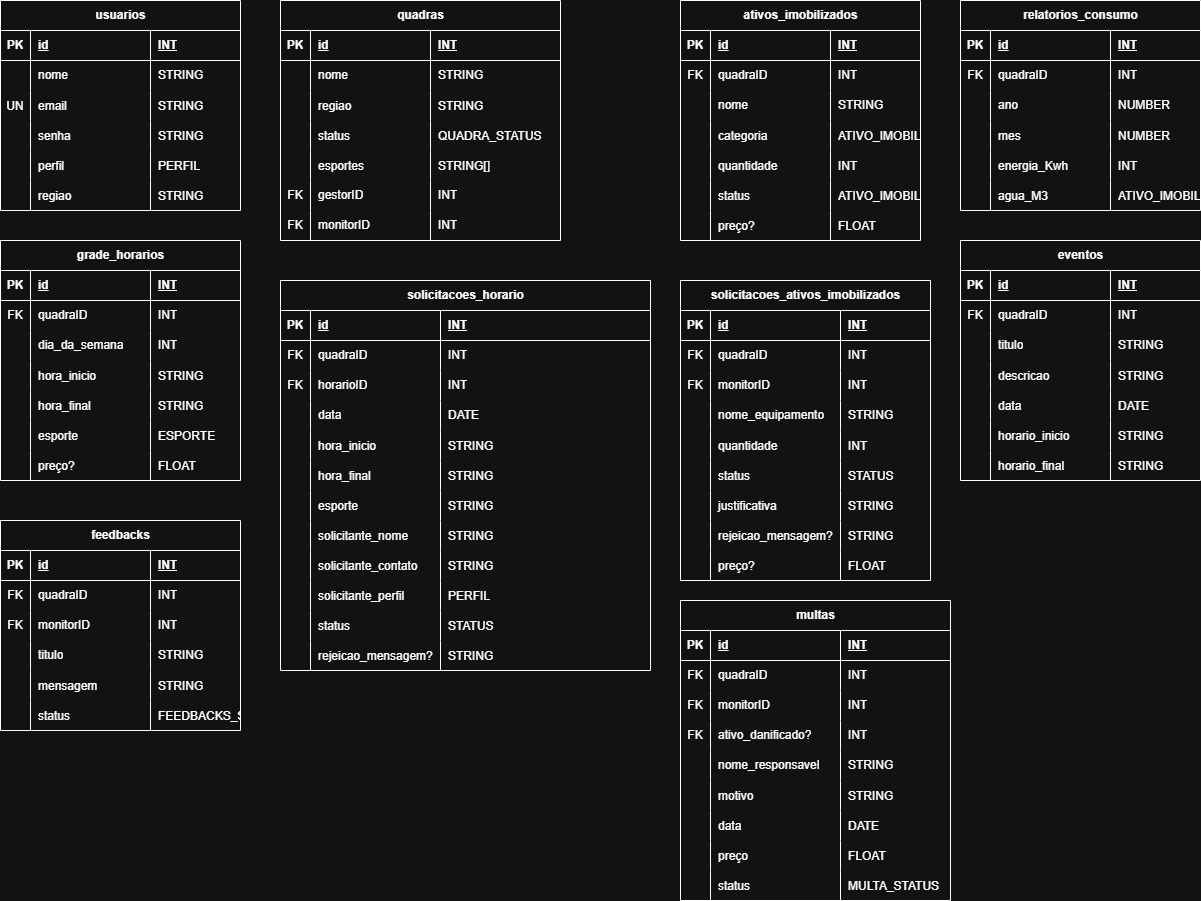 usuarios
PK id INT
nome STRING
UN email STRING
senha STRING
perfil PERFIL
regiao STRING
quadras
PK id INT
nome STRING
regiao STRING
status QUADRA_STATUS
esportes STRING[]
FK gestorID INT
FK monitorID INT
ativos_imobilizados
PK id INT
FK quadraID INT
nome STRING
categoria ATIVO_IMOBIL
quantidade INT
status ATIVO_IMOBIL
preço? FLOAT
relatorios_consumo
PK id INT
FK quadraID INT
ano NUMBER
mes NUMBER
energia_Kwh INT
agua_M3 ATIVO_IMOBIL
grade_horarios
PK id INT
FK quadraID INT
dia_da_semana INT
hora_inicio STRING
hora_final STRING
esporte ESPORTE
preço? FLOAT
solicitacoes_horario
PK id INT
FK quadraID INT
FK horarioID INT
data DATE
hora_inicio STRING
hora_final STRING
esporte STRING
solicitante_nome STRING
solicitante_contato STRING
solicitante_perfil PERFIL
status STATUS
rejeicao_mensagem? STRING
solicitacoes_ativos_imobilizados
PK id INT
FK quadraID INT
FK monitorID INT
nome_equipamento STRING
quantidade INT
status STATUS
justificativa STRING
rejeicao_mensagem? STRING
preço? FLOAT
eventos
PK id INT
FK quadraID INT
titulo STRING
descricao STRING
data DATE
horario_inicio STRING
horario_final STRING
feedbacks
PK id INT
FK quadraID INT
FK monitorID INT
titulo STRING
mensagem STRING
status FEEDBACKS_S
multas
PK id INT
FK quadraID INT
FK monitorID INT
FK ativo_danificado? INT
nome_responsavel STRING
motivo STRING
data DATE
preço FLOAT
status MULTA_STATUS